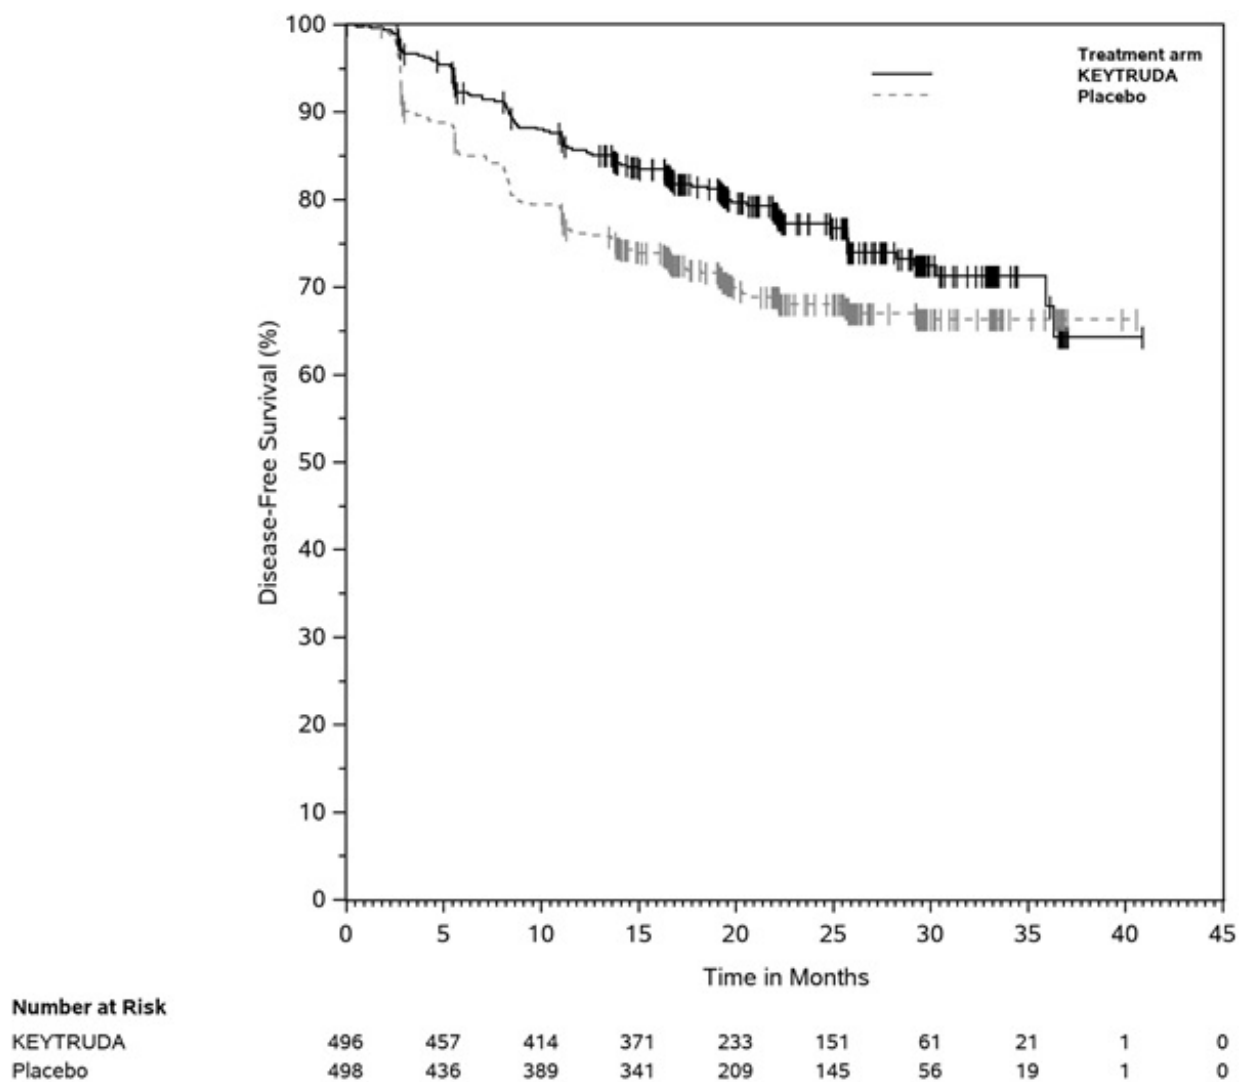 100
90
80
70
60
50
40
30
20
10
0
Disease-Free Survival (%)
Treatment arm
KEYTRUDA
Placebo
0 5 10 15 20 25 30 35 40 45
Time in Months
Number at Risk
KEYTRUDA 496 457 414 371 233 151 61 21 1 0
Placebo 498 436 389 341 209 145 56 19 1 0